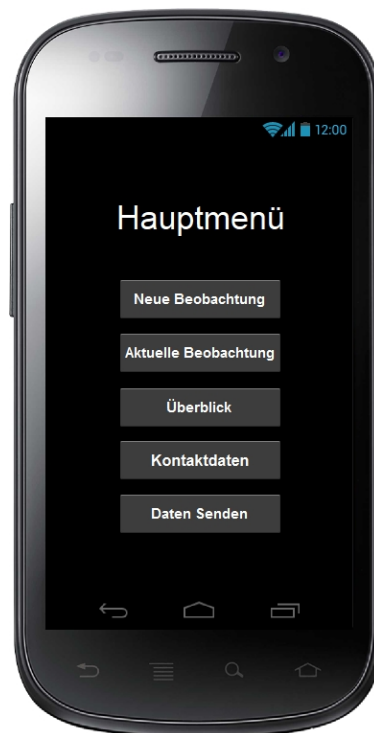 12:00
Hauptmenü
Neue Beobachtung
Aktuelle Beobachtung
Überblick
Kontaktdaten
Daten Senden